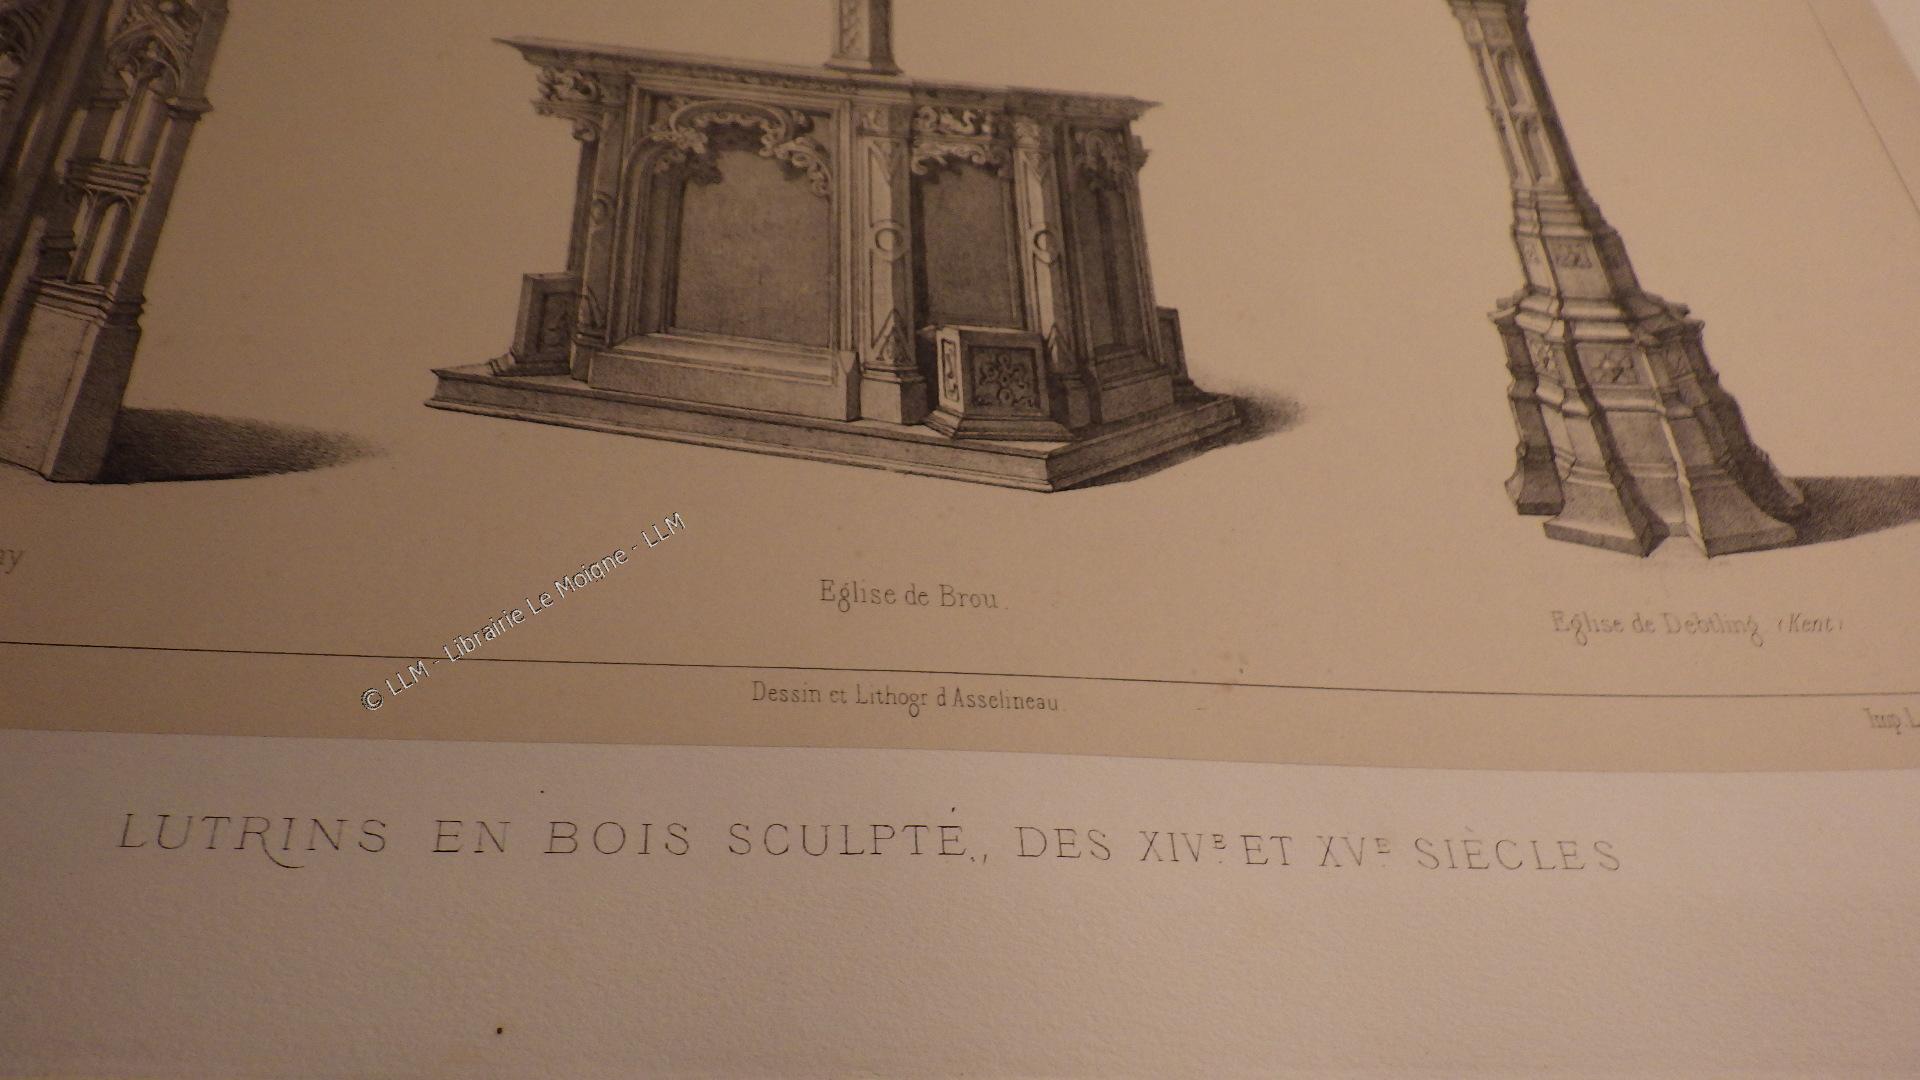 Eglise de Brou.
Eglise de Debtling (Kent)
Dessin et Lithogr d'Asselineau.
© LLM - Librairie Le Moigne - LLM
LUTRINS EN BOIS SCULPTÉ., DES XIVE. ET XVE SIÈCLES